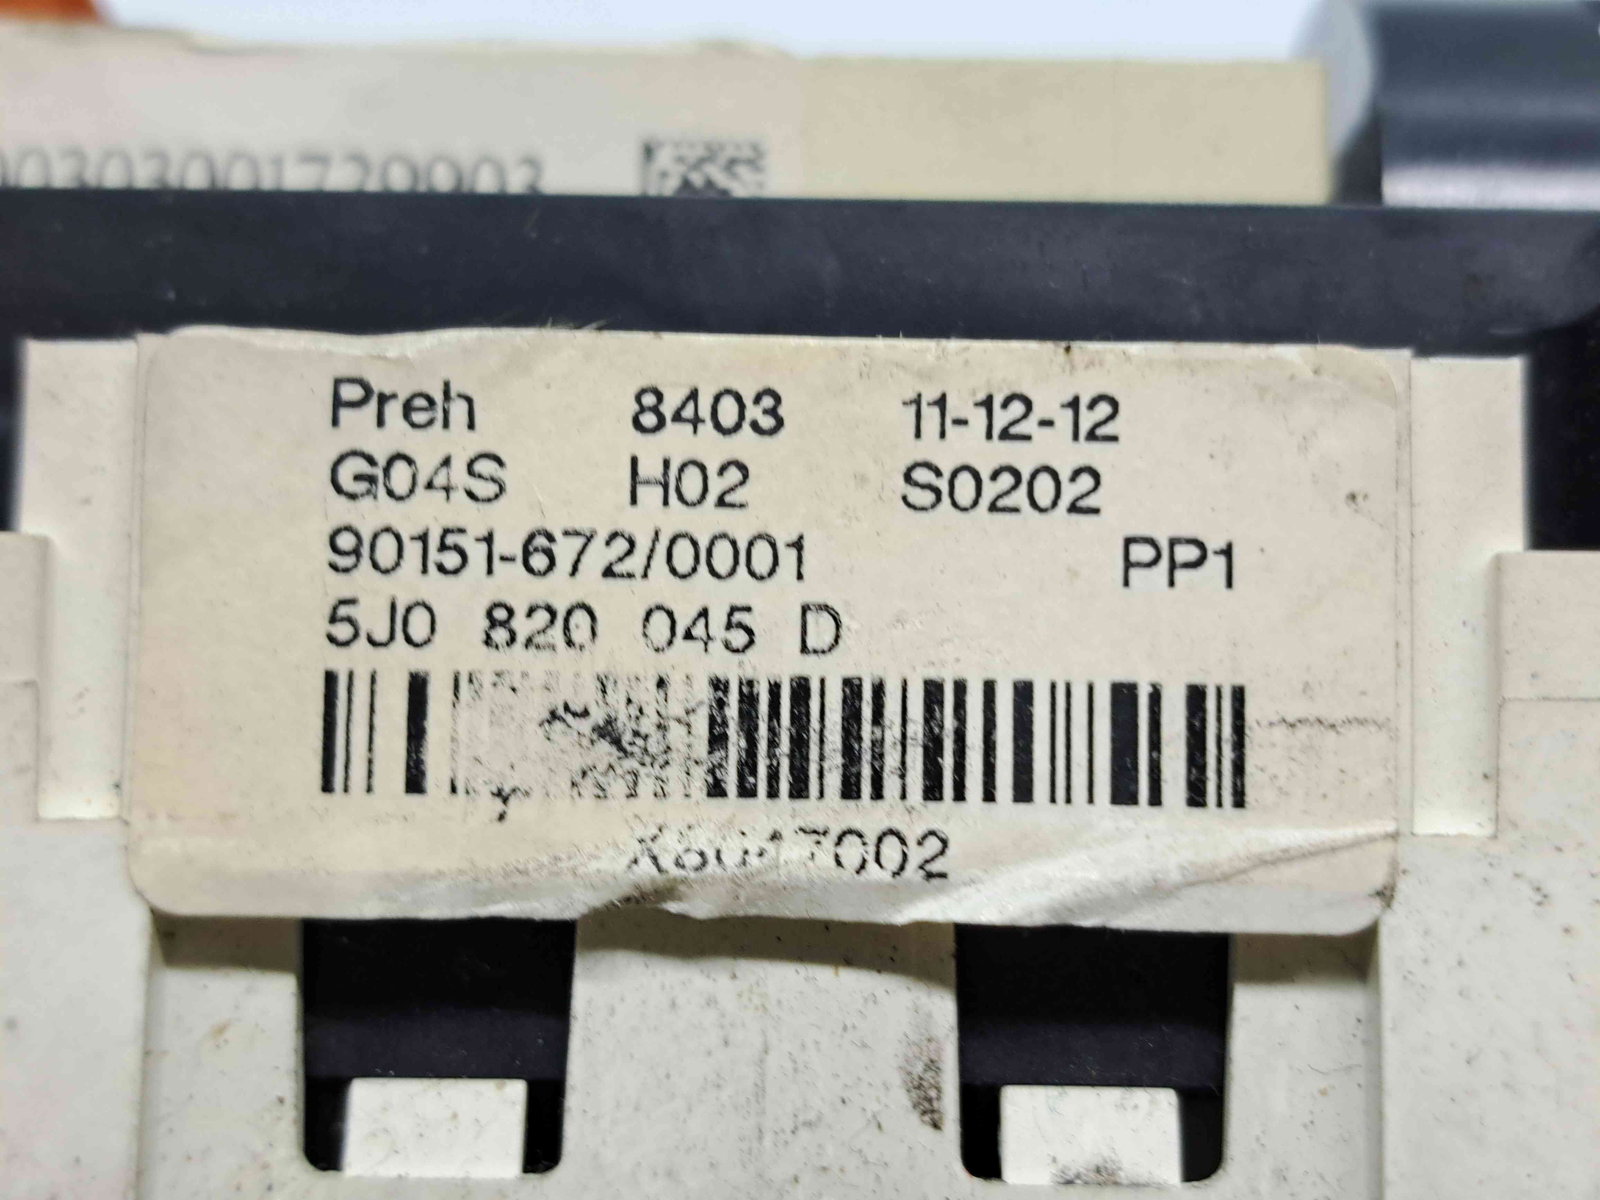 Preh 8403 11-12-12
G04S H02 S0202
90151-672/0001 PP1
5J0 820 045 D